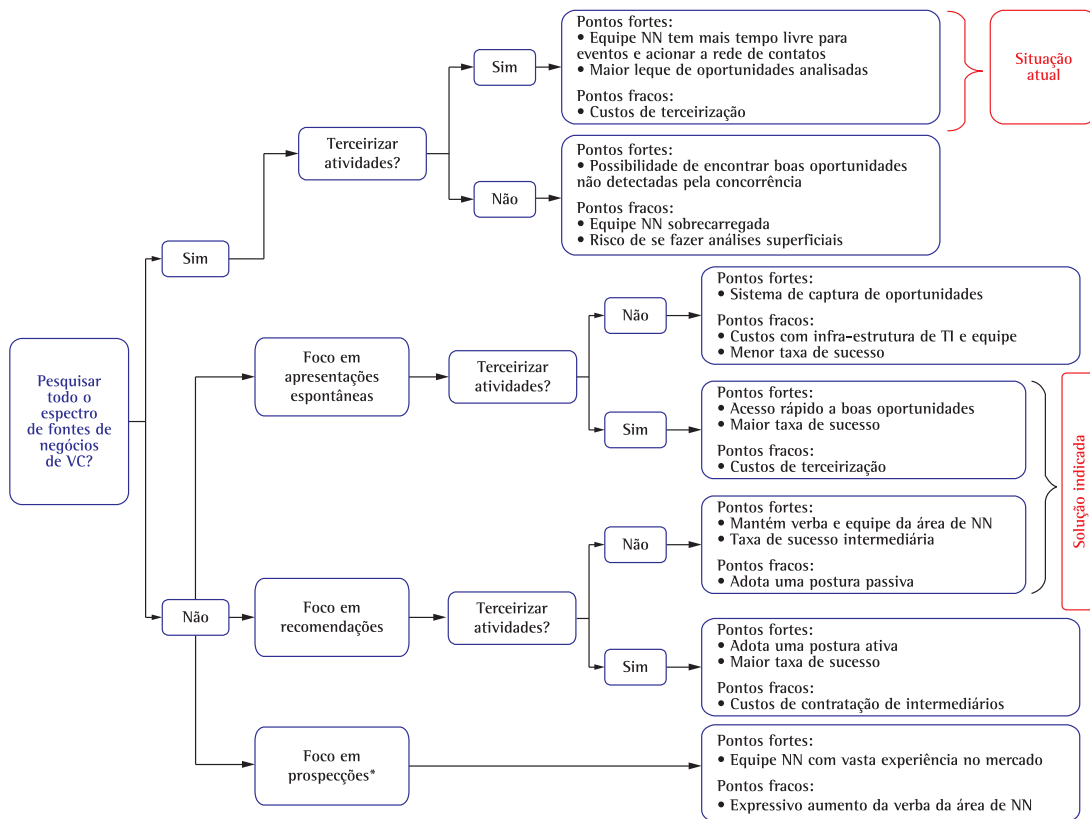 Pesquisar
todo o
espectro
de fontes de
negócios
de VC?
Sim
Terceirizar
atividades?
Sim
Pontos fortes:
• Equipe NN tem mais tempo livre para
eventos e acionar a rede de contatos
• Maior leque de oportunidades analisadas
Pontos fracos:
• Custos de terceirização
Situação
atual
Não
Pontos fortes:
• Possibilidade de encontrar boas oportunidades
não detectadas pela concorrência
Pontos fracos:
• Equipe NN sobrecarregada
• Risco de se fazer análises superficiais
Não
Foco em
apresentações
espontâneas
Terceirizar
atividades?
Não
Pontos fortes:
• Sistema de captura de oportunidades
Pontos fracos:
• Custos com infra-estrutura de TI e equipe
• Menor taxa de sucesso
Sim
Pontos fortes:
• Acesso rápido a boas oportunidades
• Maior taxa de sucesso
Pontos fracos:
• Custos de terceirização
Solução indicada
Foco em
recomendações
Terceirizar
atividades?
Não
Pontos fortes:
• Mantém verba e equipe da área de NN
• Taxa de sucesso intermediária
Pontos fracos:
• Adota uma postura passiva
Sim
Pontos fortes:
• Adota uma postura ativa
• Maior taxa de sucesso
Pontos fracos:
• Custos de contratação de intermediários
Foco em
prospecções*
Pontos fortes:
• Equipe NN com vasta experiência no mercado
Pontos fracos:
• Expressivo aumento da verba da área de NN